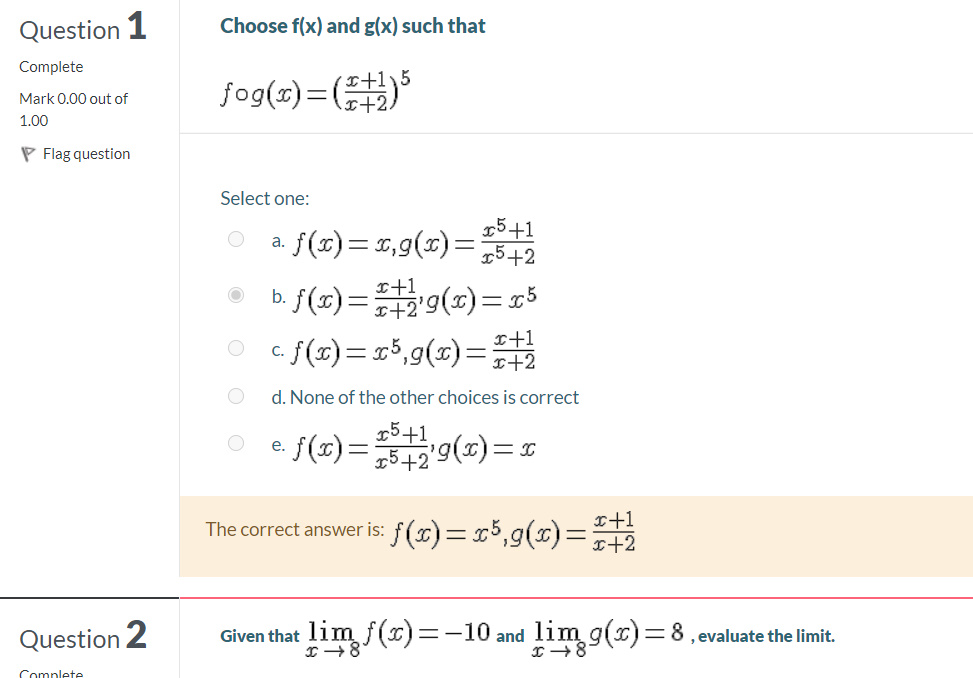 Question 1
Complete
Mark 0.00 out of
1.00
Flag question
Choose f(x) and g(x) such that
fog(x)=(\frac{x+1}{x+2})^5
Select one:
a. f(x)=x,g(x)=\frac{x^5+1}{x^5+2}
b. f(x)=\frac{x+1}{x+2},g(x)=x^5
c. f(x)=x^5,g(x)=\frac{x+1}{x+2}
d. None of the other choices is correct
e. f(x)=\frac{x^5+1}{x^5+2},g(x)=x
The correct answer is: f(x)=x^5,g(x)=\frac{x+1}{x+2}
Question 2
Complete
Given that \lim_{x→8} f(x)=−10 and \lim_{x→8} g(x)=8 , evaluate the limit.